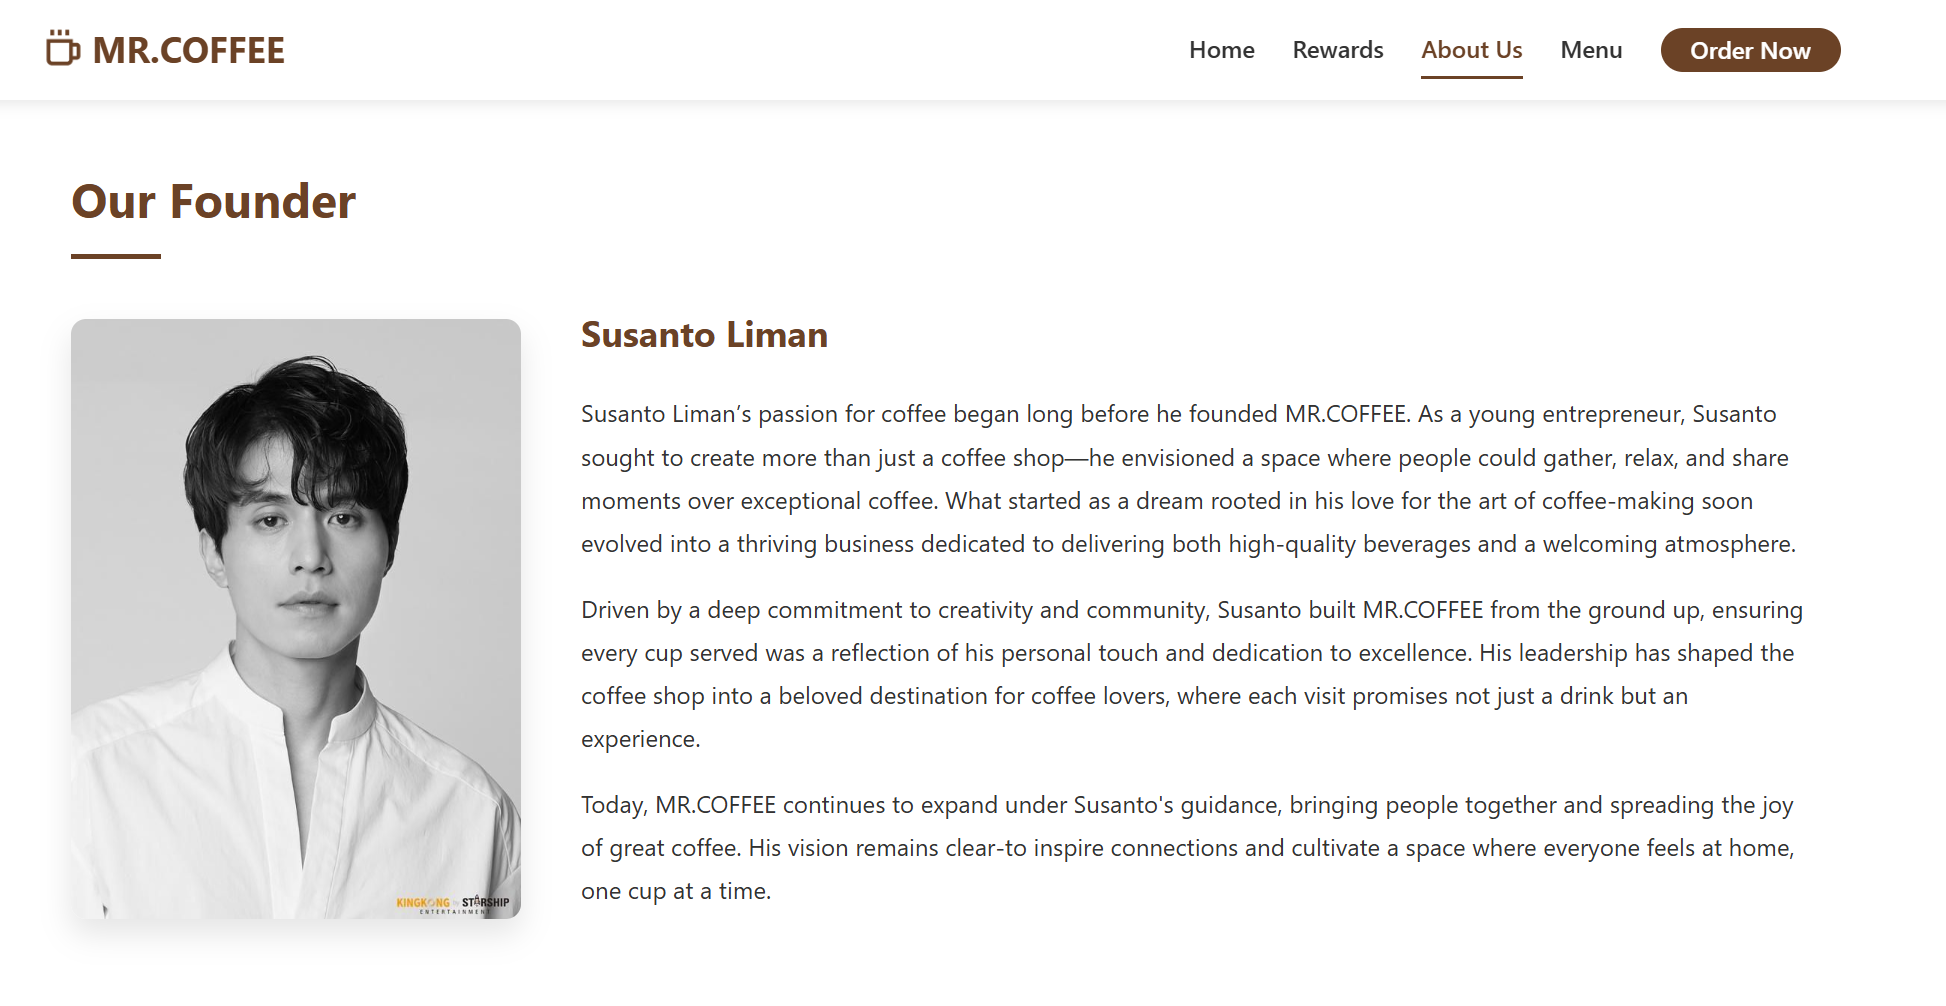 MR.COFFEE
Home Rewards About Us Menu Order Now
Our Founder
Susanto Liman
Susanto Liman’s passion for coffee began long before he founded MR.COFFEE. As a young entrepreneur, Susanto
sought to create more than just a coffee shop—he envisioned a space where people could gather, relax, and share
moments over exceptional coffee. What started as a dream rooted in his love for the art of coffee-making soon
evolved into a thriving business dedicated to delivering both high-quality beverages and a welcoming atmosphere.
Driven by a deep commitment to creativity and community, Susanto built MR.COFFEE from the ground up, ensuring
every cup served was a reflection of his personal touch and dedication to excellence. His leadership has shaped the
coffee shop into a beloved destination for coffee lovers, where each visit promises not just a drink but an
experience.
Today, MR.COFFEE continues to expand under Susanto's guidance, bringing people together and spreading the joy
of great coffee. His vision remains clear-to inspire connections and cultivate a space where everyone feels at home,
one cup at a time.
KINGKONG by STARSHIP
ENTERTAINMENT